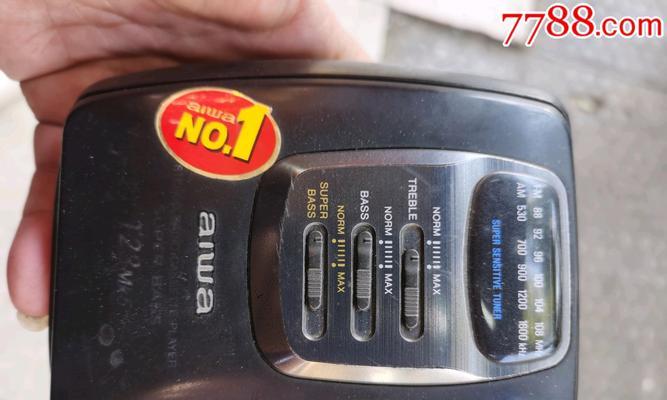 7788.com
aiwa
NO.1
aiwa
PLAYER
SUPER BASS
NORM
MAX
BASS
NORM
MAX
TREBLE
NORM
MAX
FM 88 92 96 100 104 108 MHz
SUPER SENSITIVE TUNER
AM 530 700 900 1200 1600 kHz